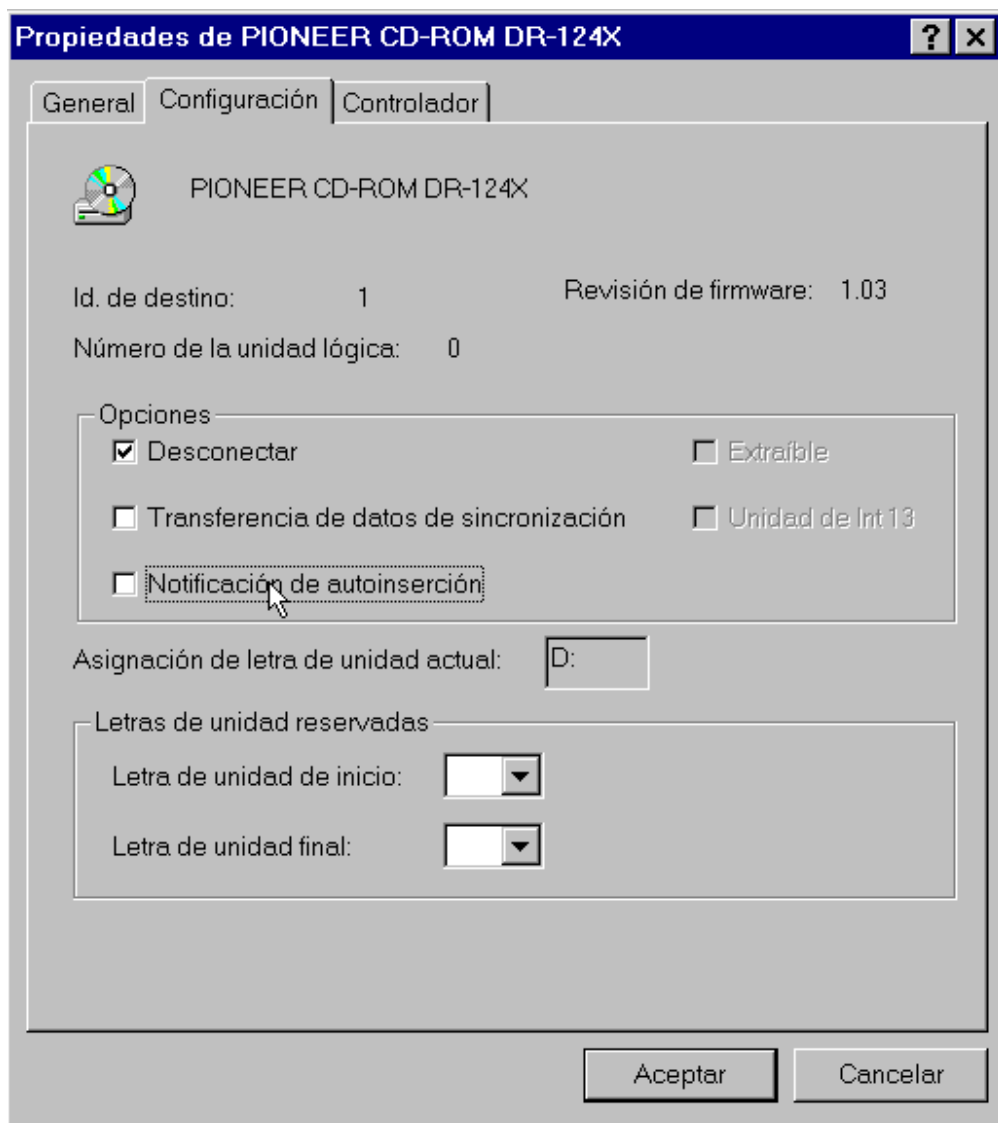 Propiedades de PIONEER CD-ROM DR-124X
General Configuración Controlador
PIONEER CD-ROM DR-124X
Id. de destino: 1 Revisión de firmware: 1.03
Número de la unidad lógica: 0
Opciones
Desconectar Extraíble
Transferencia de datos de sincronización Unidad de Int 13
Notificación de autoinserción
Asignación de letra de unidad actual: D:
Letras de unidad reservadas
Letra de unidad de inicio:
Letra de unidad final:
Aceptar Cancelar